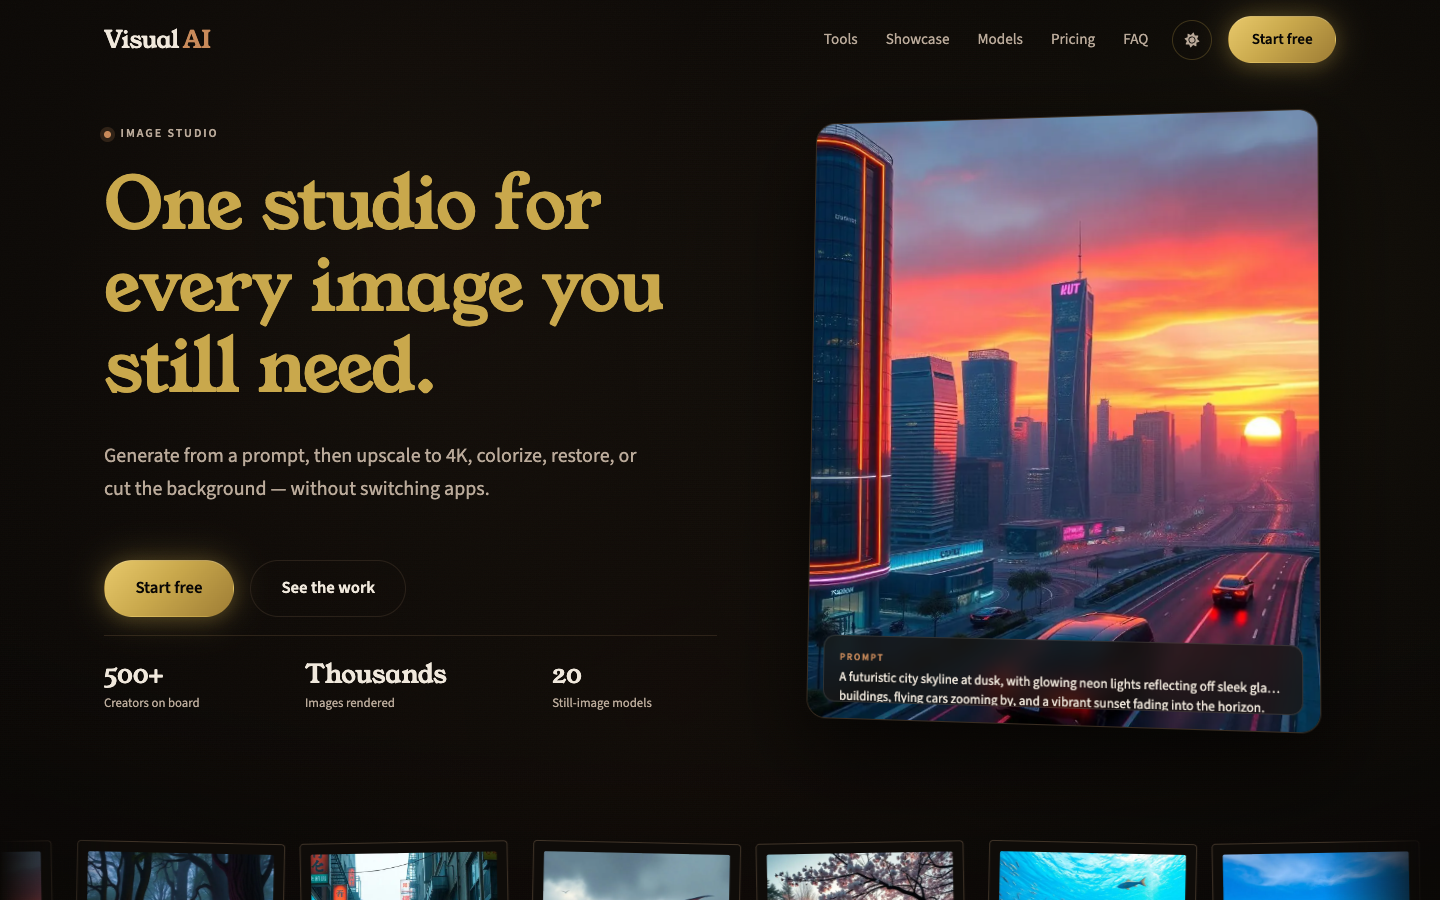 Visual AI
Tools
Showcase
Models
Pricing
FAQ
Start free
IMAGE STUDIO
One studio for
every image you
still need.
Generate from a prompt, then upscale to 4K, colorize, restore, or
cut the background — without switching apps.
Start free
See the work
500+
Creators on board
Thousands
Images rendered
20
Still-image models
KUT
PROMPT
A futuristic city skyline at dusk, with glowing neon lights reflecting off sleek gla...
buildings, flying cars zooming by, and a vibrant sunset fading into the horizon.